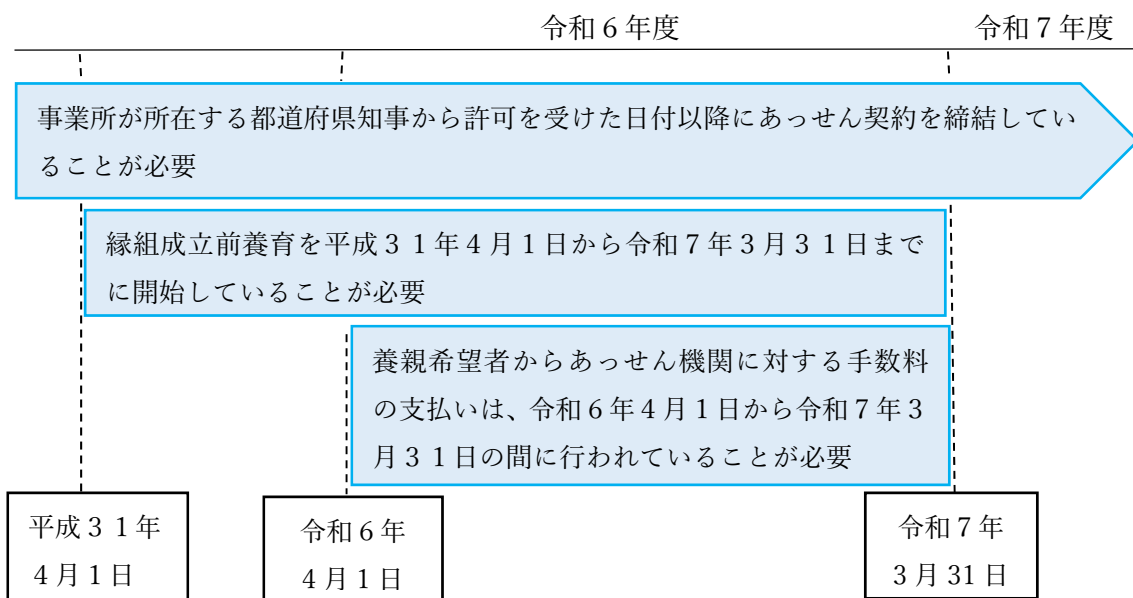 令和6年度
令和7年度
事業所が所在する都道府県知事から許可を受けた日付以降にあっせん契約を締結してい
ることが必要
縁組成立前養育を平成３１年４月１日から令和７年３月３１日まで
に開始していることが必要
養親希望者からあっせん機関に対する手数料
の支払いは、令和６年４月１日から令和７年３
月３１日の間に行われていることが必要
平成３１年
４月１日
令和６年
４月１日
令和７年
３月31日